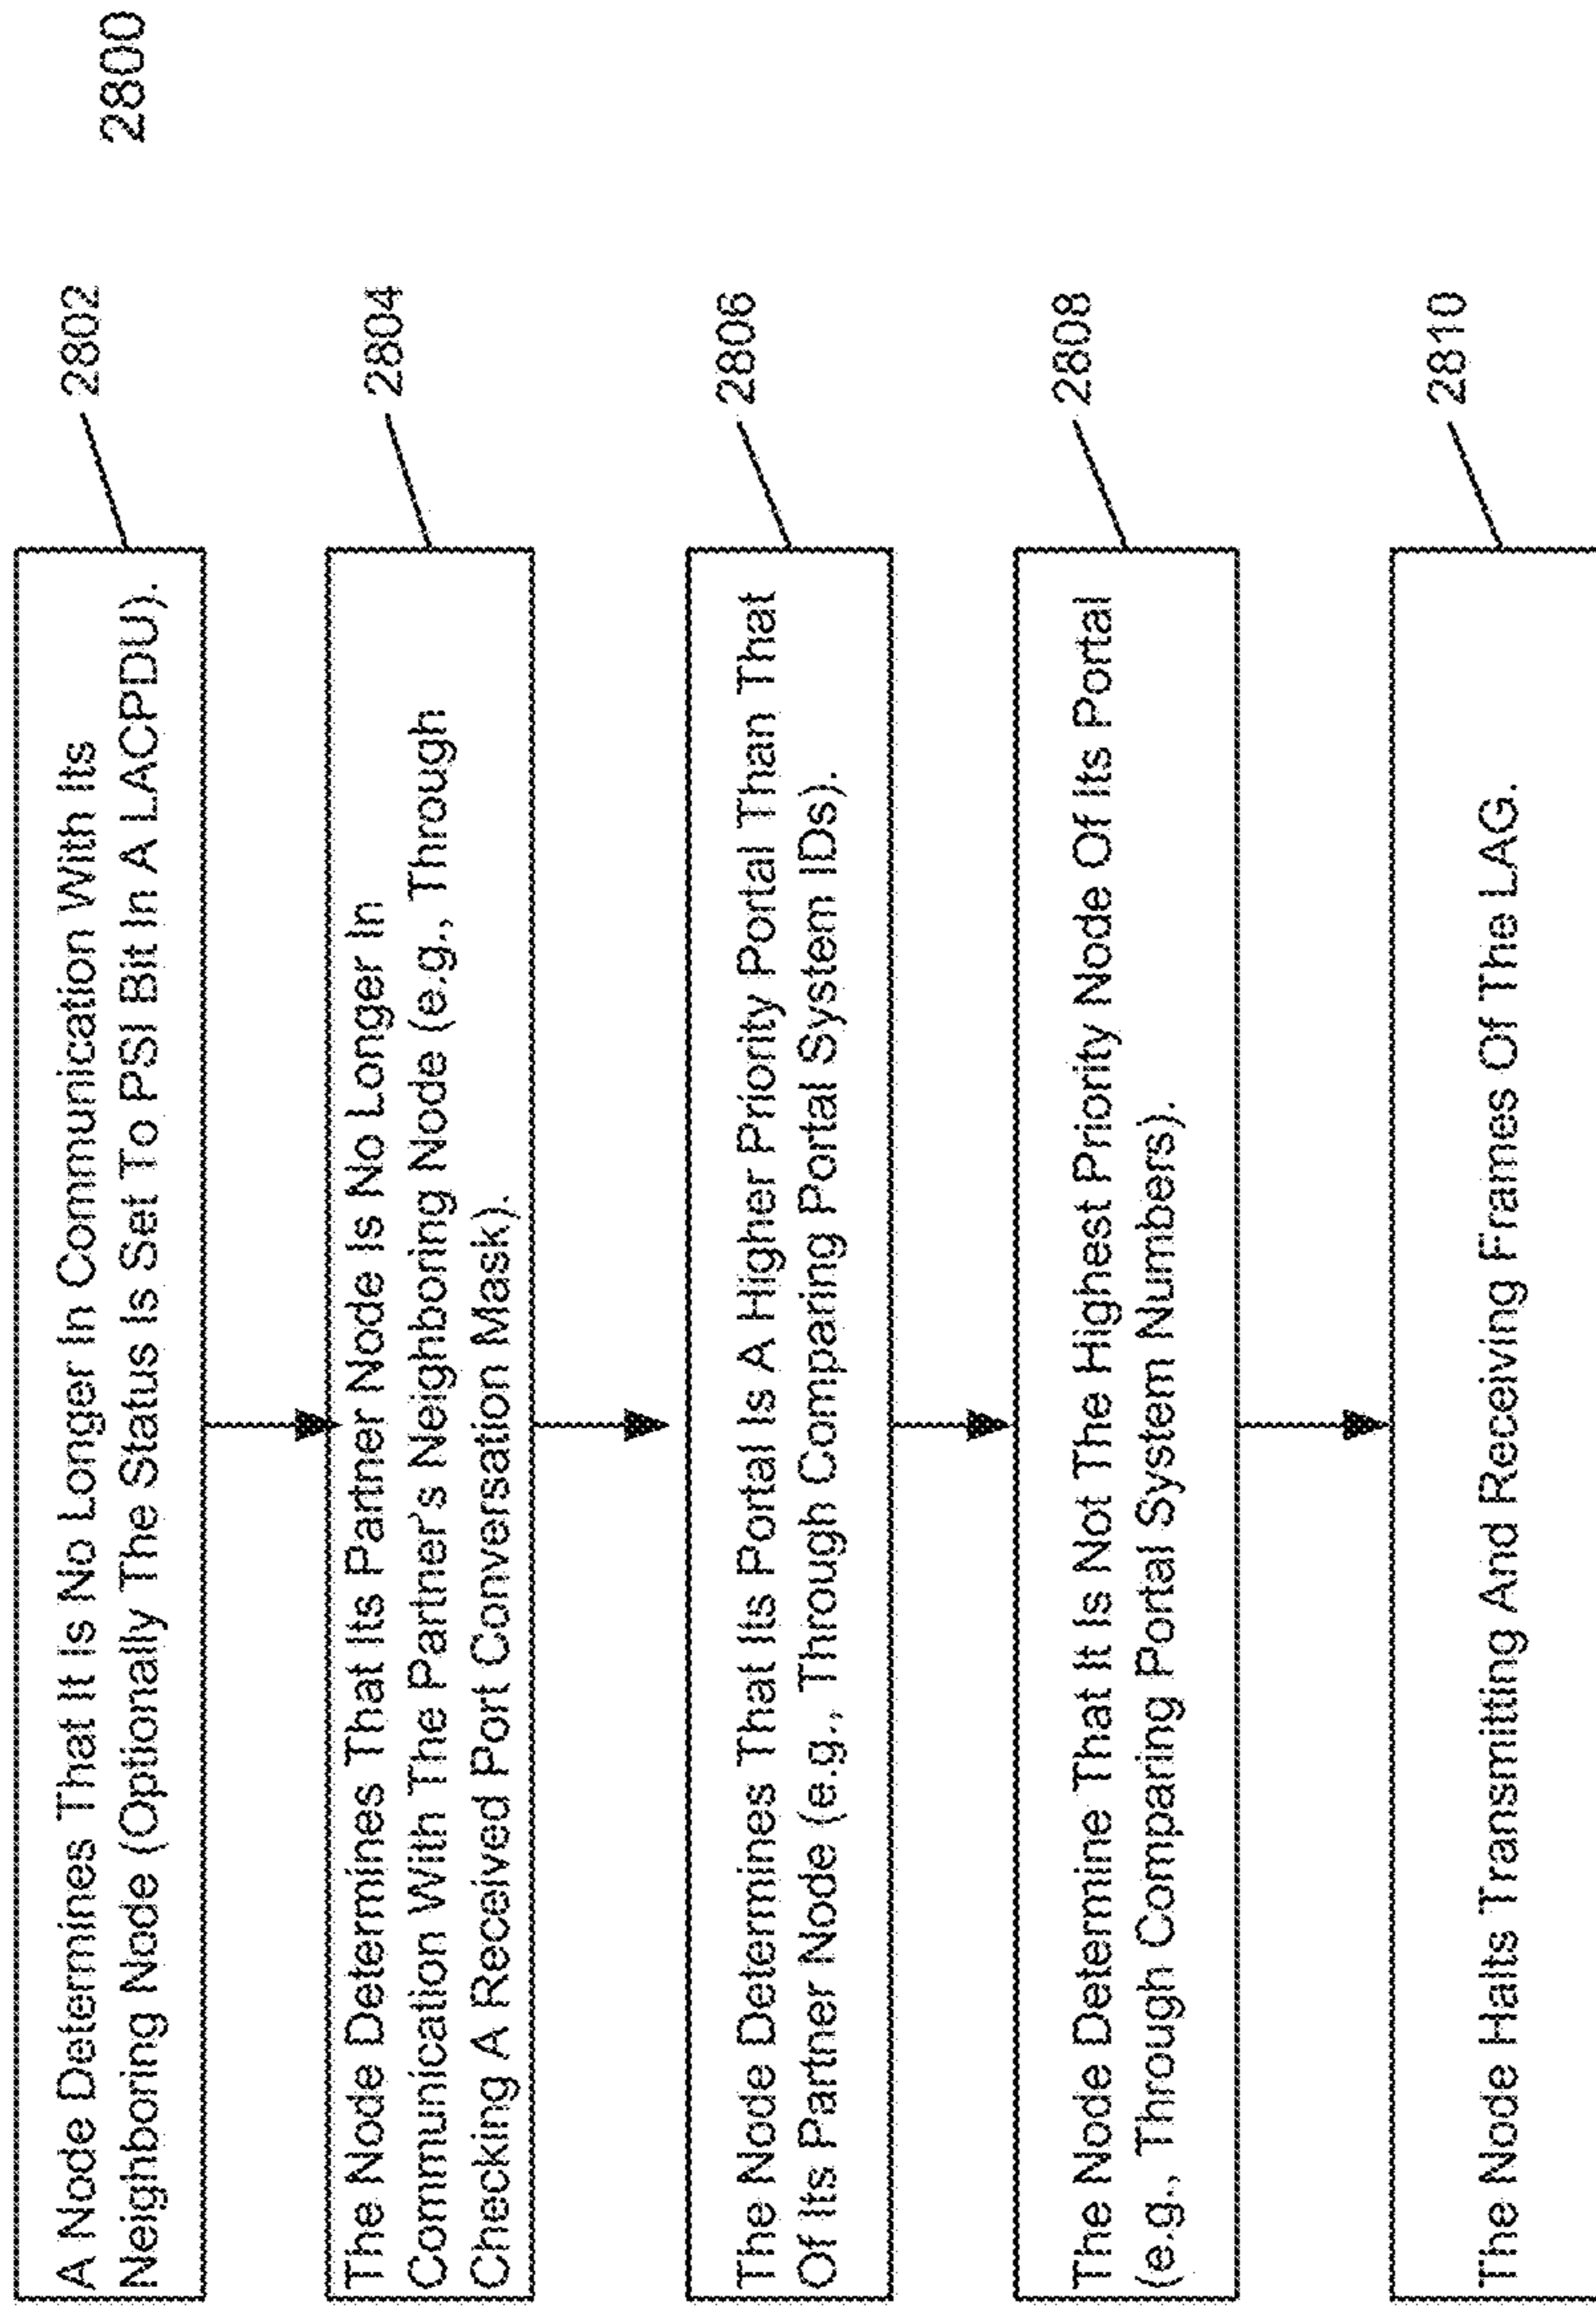 2800
A Node Determines That It Is No Longer In Communication With Its
Neighboring Node (Optionally The Status Is Set To PSI Bit In A LACPDU).
2802
The Node Determines That Its Partner Node Is No Longer In
Communication With The Partner's Neighboring Node (e.g., Through
Checking A Received Port Conversation Mask).
2804
The Node Determines That Its Portal Is A Higher Priority Portal Than That
Of Its Partner Node (e.g., Through Comparing Portal System IDs).
2806
The Node Determine That It Is Not The Highest Priority Node Of Its Portal
(e.g., Through Comparing Portal System Numbers).
2808
The Node Halts Transmitting And Receiving Frames Of The LAG.
2810